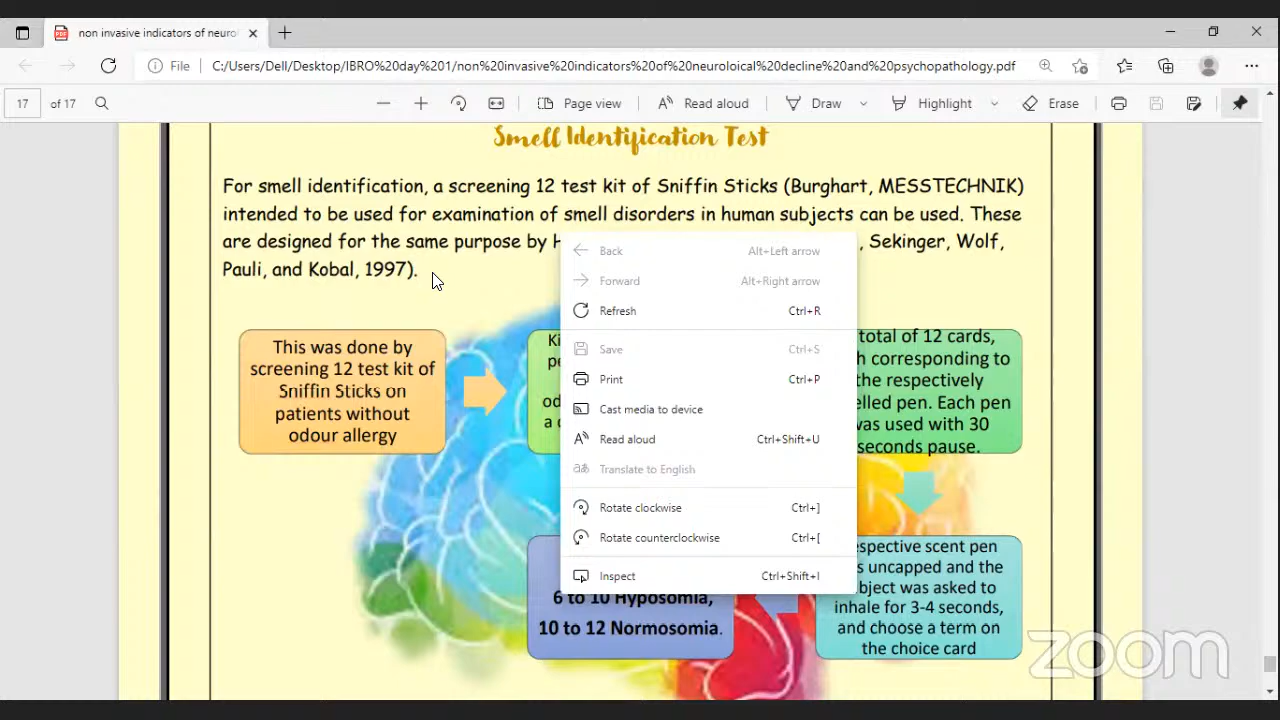 non invasive indicators of neuro
File
C:/Users/Dell/Desktop/IBRO%20day%201/non%20invasive%20indicators%20of%20neuroloical%20decline%20and%20psychopathology.pdf
17 of 17
Page view
Read aloud
Draw
Highlight
Erase
Smell Identification Test
For smell identification, a screening 12 test kit of Sniffin Sticks (Burghart, MESSTECHNIK)
intended to be used for examination of smell disorders in human subjects can be used. These
are designed for the same purpose by H , Sekinger, Wolf,
Pauli, and Kobal, 1997).
Back Alt+Left arrow
Forward Alt+Right arrow
Refresh Ctrl+R
Save Ctrl+S
Print Ctrl+P
Cast media to device
Read aloud Ctrl+Shift+U
Translate to English
Rotate clockwise Ctrl+]
Rotate counterclockwise Ctrl+[
Inspect Ctrl+Shift+I
This was done by
screening 12 test kit of
Sniffin Sticks on
patients without
odour allergy
total of 12 cards,
corresponding to
the respectively
pen. Each pen
was used with 30
seconds pause.
espective scent pen
uncapped and the
was asked to
inhale for 3-4 seconds,
and choose a term on
the choice card
6 to 10 Hyposomia,
10 to 12 Normosomia.
zoom